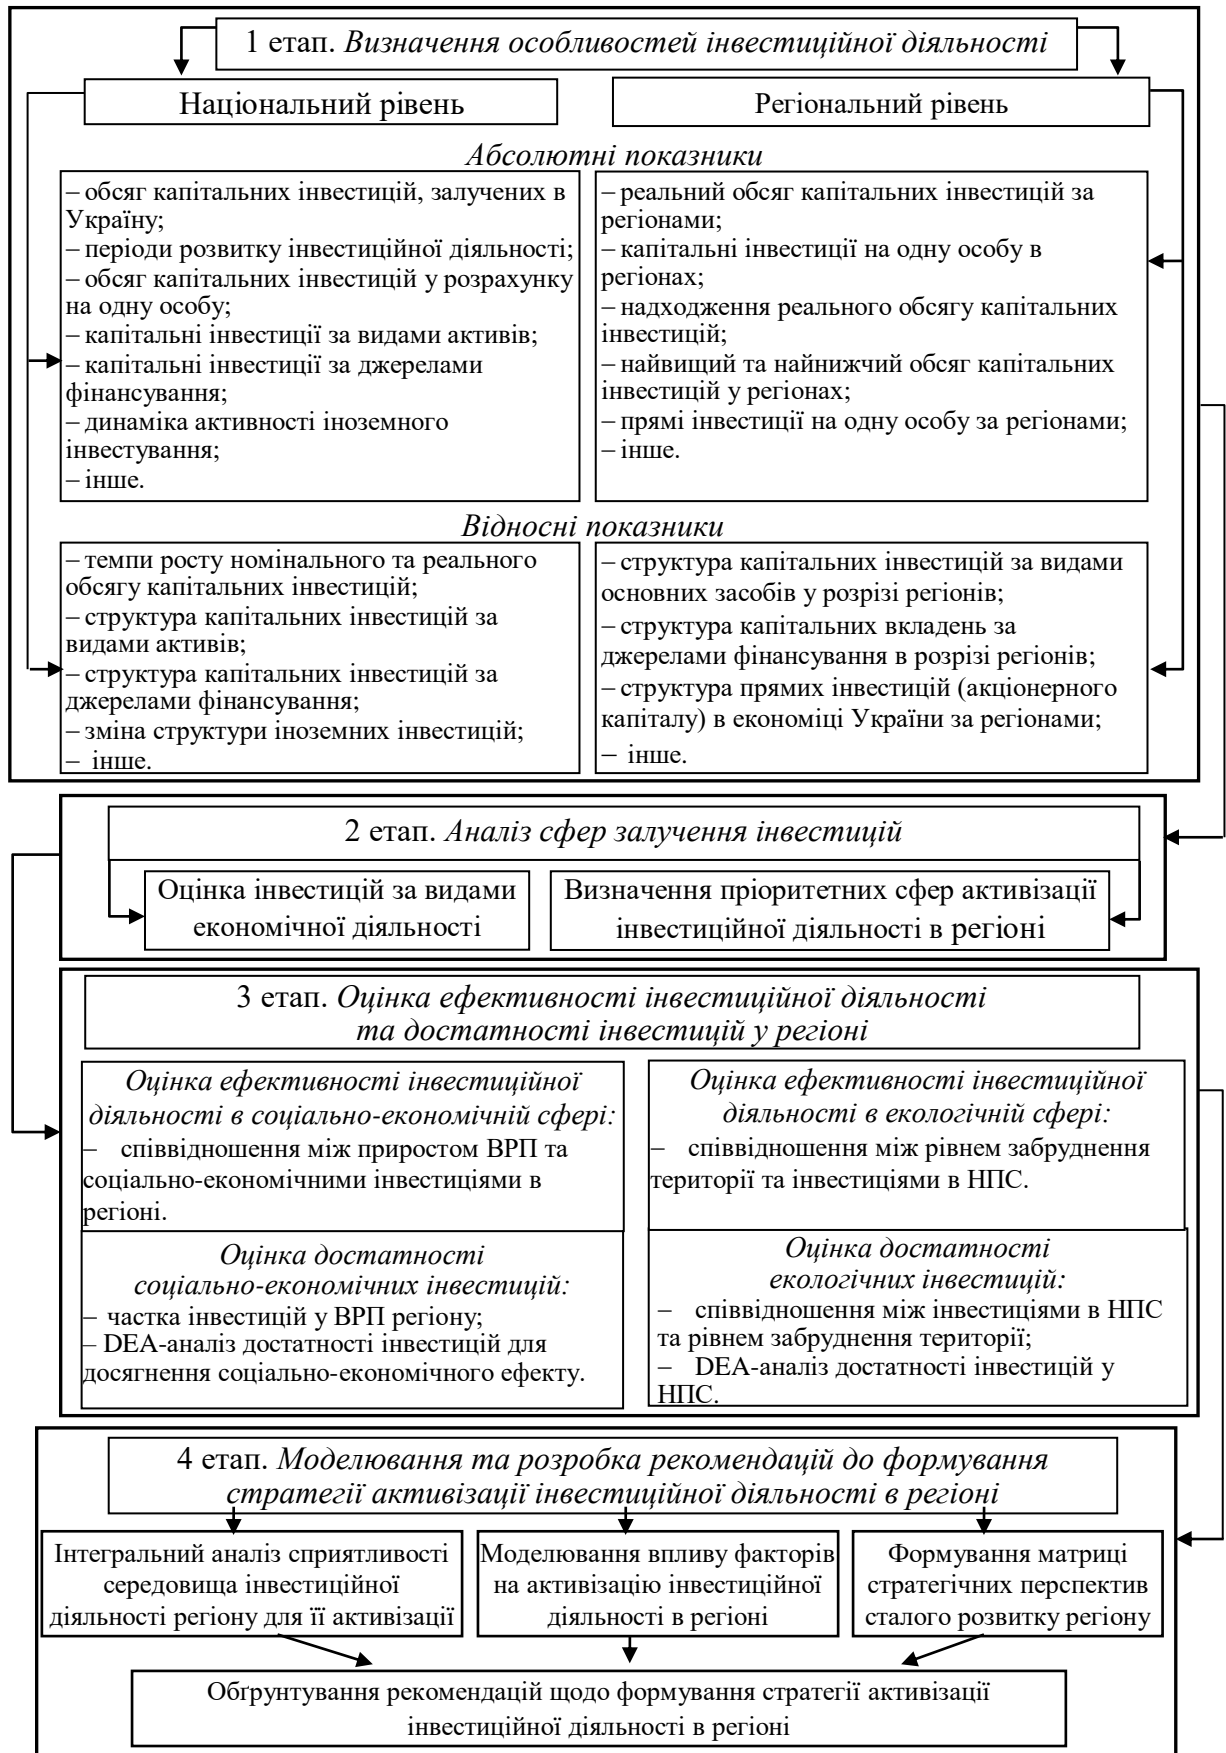 1 етап. Визначення особливостей інвестиційної діяльності
Національний рівень
Регіональний рівень
Абсолютні показники
– обсяг капітальних інвестицій, залучених в
Україну;
– періоди розвитку інвестиційної діяльності;
– обсяг капітальних інвестицій у розрахунку
на одну особу;
– капітальні інвестиції за видами активів;
– капітальні інвестиції за джерелами
фінансування;
– динаміка активності іноземного
інвестування;
– інше.
– реальний обсяг капітальних інвестицій за
регіонами;
– капітальні інвестиції на одну особу в
регіонах;
– надходження реального обсягу капітальних
інвестицій;
– найвищий та найнижчий обсяг капітальних
інвестицій у регіонах;
– прямі інвестиції на одну особу за регіонами;
– інше.
Відносні показники
– темпи росту номінального та реального
обсягу капітальних інвестицій;
– структура капітальних інвестицій за
видами активів;
– структура капітальних інвестицій за
джерелами фінансування;
– зміна структури іноземних інвестицій;
– інше.
– структура капітальних інвестицій за видами
основних засобів у розрізі регіонів;
– структура капітальних вкладень за
джерелами фінансування в розрізі регіонів;
– структура прямих інвестицій (акціонерного
капіталу) в економіці України за регіонами;
– інше.
2 етап. Аналіз сфер залучення інвестицій
Оцінка інвестицій за видами
економічної діяльності
Визначення пріоритетних сфер активізації
інвестиційної діяльності в регіоні
3 етап. Оцінка ефективності інвестиційної діяльності
та достатності інвестицій у регіоні
Оцінка ефективності інвестиційної
діяльності в соціально-економічній сфері:
– співвідношення між приростом ВРП та
соціально-економічними інвестиціями в
регіоні.
Оцінка ефективності інвестиційної
діяльності в екологічній сфері:
– співвідношення між рівнем забруднення
території та інвестиціями в НПС.
Оцінка достатності
соціально-економічних інвестицій:
– частка інвестицій у ВРП регіону;
– DEA-аналіз достатності інвестицій для
досягнення соціально-економічного ефекту.
Оцінка достатності
екологічних інвестицій:
– співвідношення між інвестиціями в НПС
та рівнем забруднення території;
– DEA-аналіз достатності інвестицій у
НПС.
4 етап. Моделювання та розробка рекомендацій до формування
стратегії активізації інвестиційної діяльності в регіоні
Інтегральний аналіз сприятливості
середовища інвестиційної
діяльності регіону для її активізації
Моделювання впливу факторів
на активізацію інвестиційної
діяльності в регіоні
Формування матриці
стратегічних перспектив
сталого розвитку регіону
Обґрунтування рекомендацій щодо формування стратегії активізації
інвестиційної діяльності в регіоні